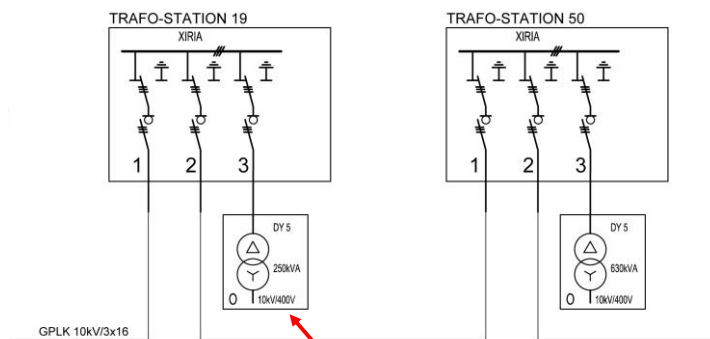 TRAFO-STATION 19
XIRIA
1
2
3
DY 5
250kVA
0
10kV/400V
TRAFO-STATION 50
XIRIA
1
2
3
DY 5
630kVA
0
10kV/400V
GPLK 10kV/3x16